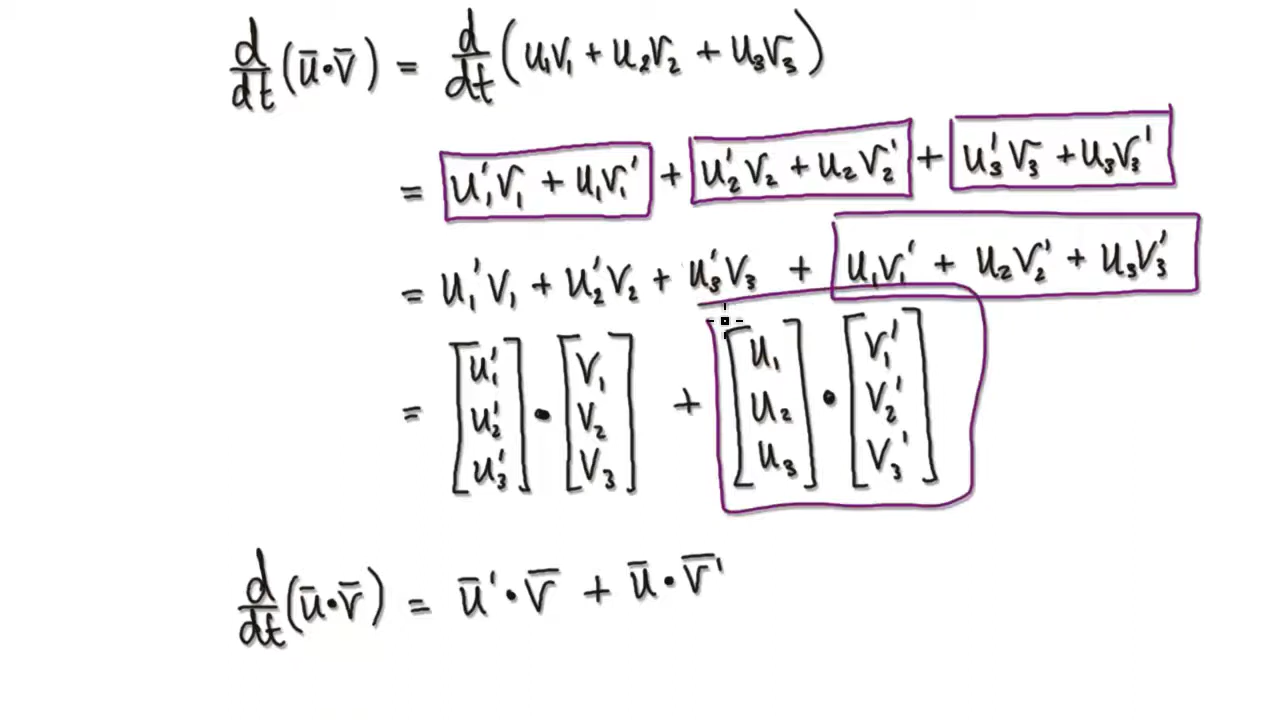 d/dt (ū·v̄) = d/dt (u₁v₁ + u₂v₂ + u₃v₃)
= u₁'v₁ + u₁v₁' + u₂'v₂ + u₂v₂' + u₃'v₃ + u₃v₃'
= u₁'v₁ + u₂'v₂ + u₃'v₃ + u₁v₁' + u₂v₂' + u₃v₃'
= [u₁' u₂' u₃'] · [v₁ v₂ v₃] + [u₁ u₂ u₃] · [v₁' v₂' v₃']
d/dt (ū·v̄) = ū'·v̄ + ū·v̄'